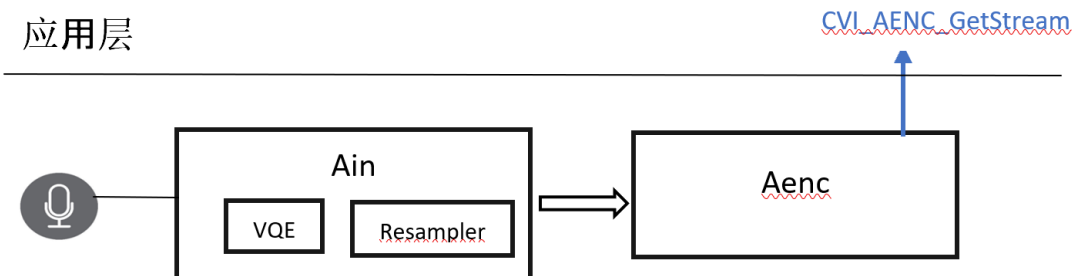 CVI_AENC_GetStream
应用层
Ain
Aenc
VQE
Resampler